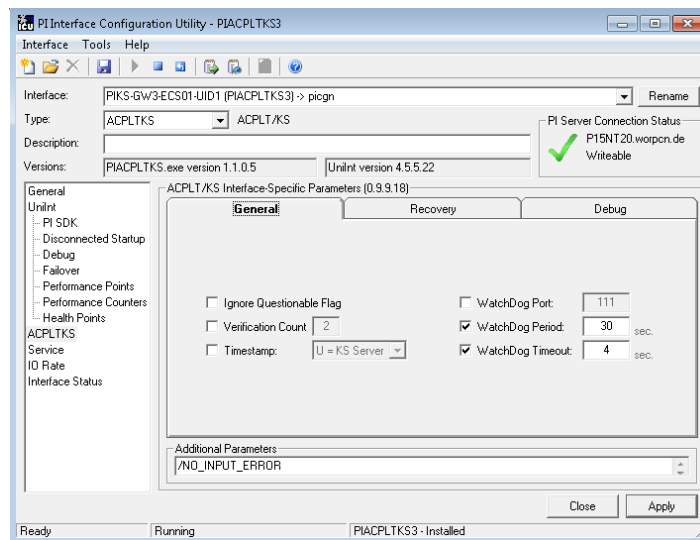 PI Interface Configuration Utility - PIACPLTKS3
Interface Tools Help
Interface: PIKS-GW3-ECS01-UID1 (PIACPLTKS3) -> picgn Rename
Type: ACPLTKS ACPLT/KS
PI Server Connection Status
Description:
P15NT20.worpcn.de
Writeable
Versions: PIACPLTKS.exe version 1.1.0.5 UniInt version 4.5.5.22
General
UniInt
PI SDK
Disconnected Startup
Debug
Failover
Performance Points
Performance Counters
Health Points
ACPLTKS
Service
IO Rate
Interface Status
ACPLT/KS Interface-Specific Parameters (0.9.9.18)
General Recovery Debug
Ignore Questionable Flag WatchDog Port: 111
Verification Count 2 WatchDog Period: 30 sec.
Timestamp: U = KS Server WatchDog Timeout: 4 sec.
Additional Parameters
/NO_INPUT_ERROR
Close Apply
Ready Running PIACPLTKS3 - Installed